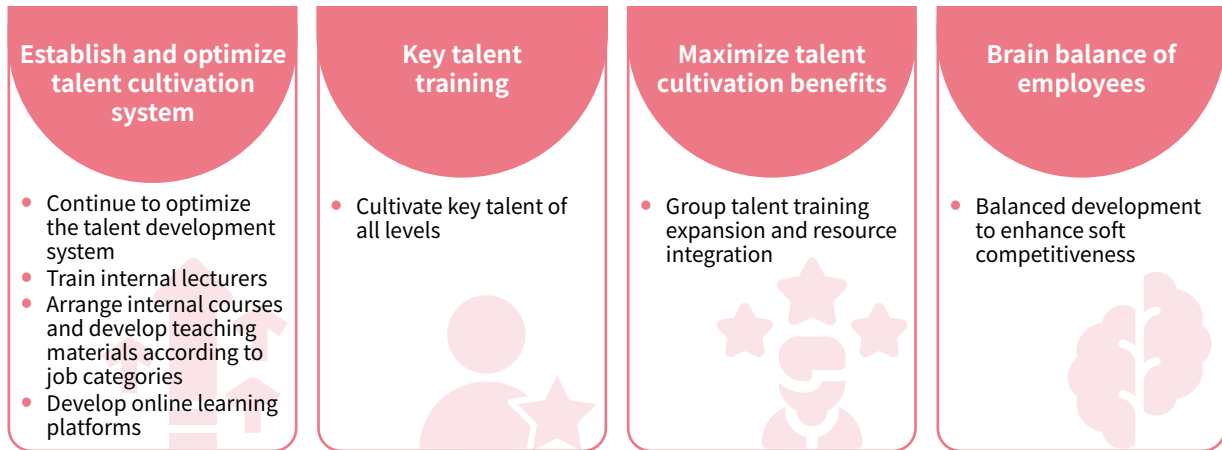 Establish and optimize
talent cultivation
system
• Continue to optimize
the talent development
system
• Train internal lecturers
• Arrange internal courses
and develop teaching
materials according to
job categories
• Develop online learning
platforms
Key talent
training
• Cultivate key talent of
all levels
Maximize talent
cultivation benefits
• Group talent training
expansion and resource
integration
Brain balance of
employees
• Balanced development
to enhance soft
competitiveness